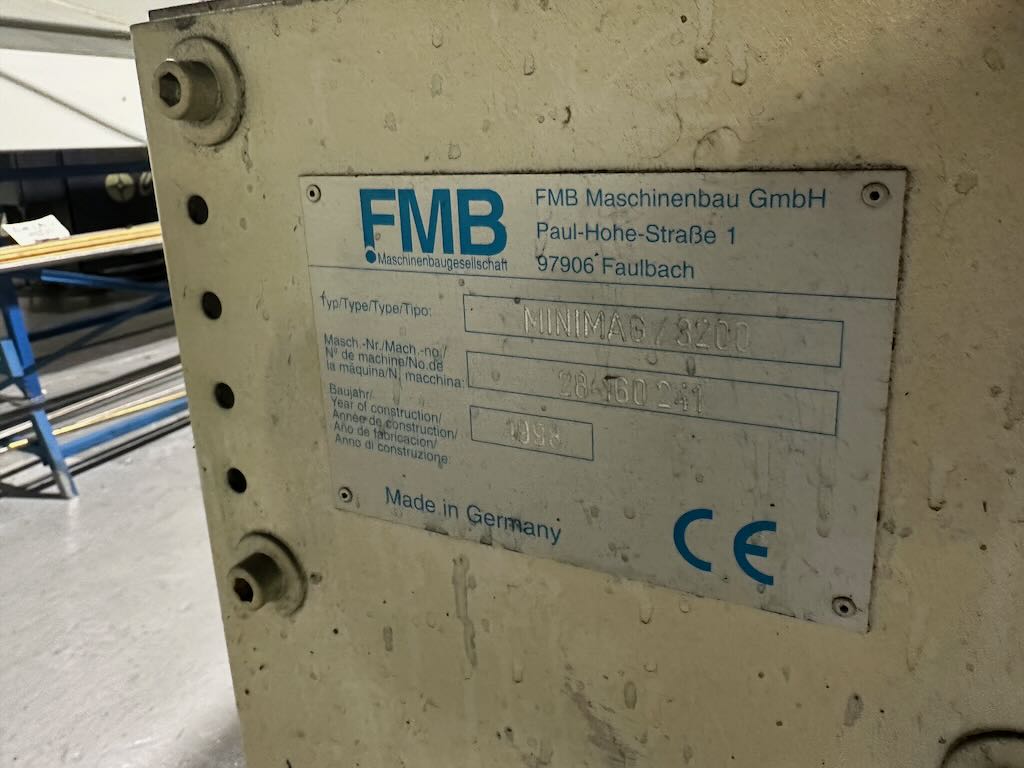 FMB
Maschinenbaugesellschaft
FMB Maschinenbau GmbH
Paul-Hohe-Straße 1
97906 Faulbach
Typ/Type/Type/Tipo:
MINIMAG/3200
Masch.-Nr./Mach.-no./
Nº de machine/No.de
la máquina/N. macchina:
28-160 241
Baujahr/
Year of construction/
Année de construction/
Año de fabricacion/
Anno di construzione:
1998
Made in Germany
CE